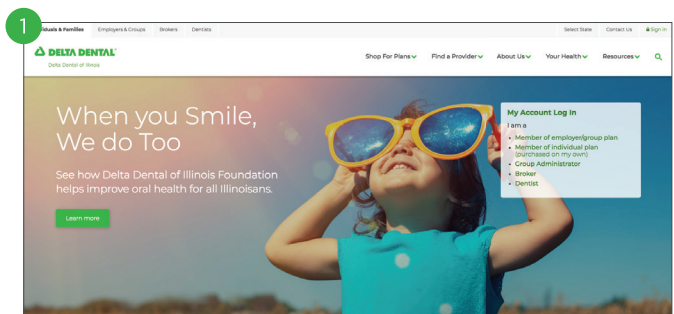 1
Individuals & Families Employers & Groups Brokers Dentists Select State Contact Us Sign In
DELTA DENTAL®
Delta Dental of Illinois
Shop For Plans Find a Provider About Us Your Health Resources
When you Smile,
We do Too
See how Delta Dental of Illinois Foundation
helps improve oral health for all Illinoisans.
Learn more
My Account Log In
I am a
• Member of employer/group plan
• Member of individual plan
(purchased on my own)
• Group Administrator
• Broker
• Dentist